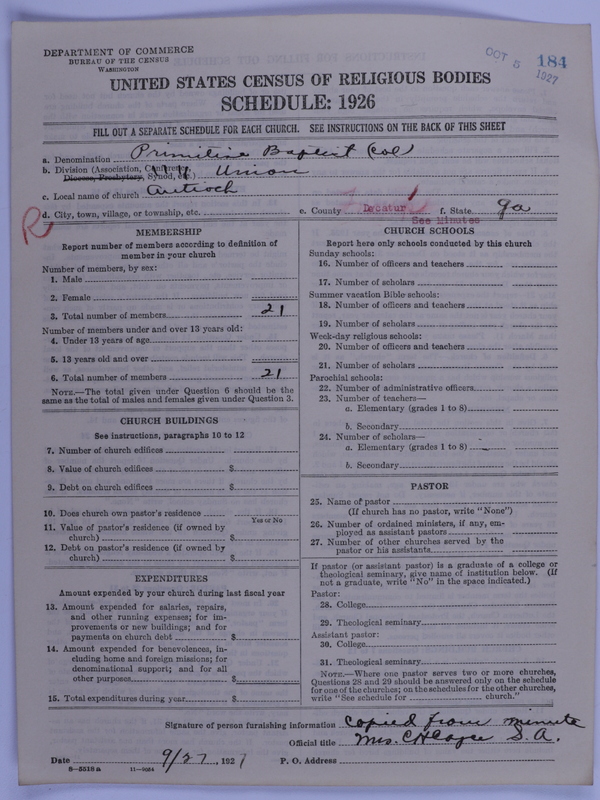 DEPARTMENT OF COMMERCE
BUREAU OF THE CENSUS
WASHINGTON
OCT 5 1927
184
UNITED STATES CENSUS OF RELIGIOUS BODIES
SCHEDULE: 1926
FILL OUT A SEPARATE SCHEDULE FOR EACH CHURCH. SEE INSTRUCTIONS ON THE BACK OF THIS SHEET
a. Denomination Primitive Baptist (Col)
b. Division (Association, Conference,
Diocese, Presbytery, Synod, etc.) Union
c. Local name of church Antioch
d. City, town, village, or township, etc. e. County Decatur f. State Ga
See Minutes
R
MEMBERSHIP
Report number of members according to definition of
member in your church
Number of members, by sex:
1. Male
2. Female
3. Total number of members 21
Number of members under and over 13 years old:
4. Under 13 years of age
5. 13 years old and over
6. Total number of members 21
NOTE.—The total given under Question 6 should be the
same as the total of males and females given under Question 3.
CHURCH BUILDINGS
See instructions, paragraphs 10 to 12
7. Number of church edifices
8. Value of church edifices $
9. Debt on church edifices $
10. Does church own pastor's residence
Yes or No
11. Value of pastor's residence (if owned by
church) $
12. Debt on pastor's residence (if owned by
church) $
EXPENDITURES
Amount expended by your church during last fiscal year
13. Amount expended for salaries, repairs,
and other running expenses; for im-
provements or new buildings; and for
payments on church debt $
14. Amount expended for benevolences, in-
cluding home and foreign missions; for
denominational support; and for all
other purposes $
15. Total expenditures during year $
CHURCH SCHOOLS
Report here only schools conducted by this church
Sunday schools:
16. Number of officers and teachers
17. Number of scholars
Summer vacation Bible schools:
18. Number of officers and teachers
19. Number of scholars
Week-day religious schools:
20. Number of officers and teachers
21. Number of scholars
Parochial schools:
22. Number of administrative officers
23. Number of teachers—
a. Elementary (grades 1 to 8)
b. Secondary
24. Number of scholars—
a. Elementary (grades 1 to 8)
b. Secondary
PASTOR
25. Name of pastor
(If church has no pastor, write "None")
26. Number of ordained ministers, if any, em-
ployed as assistant pastors
27. Number of other churches served by the
pastor or his assistants
If pastor (or assistant pastor) is a graduate of a college or
theological seminary, give name of institution below. (If
not a graduate, write "No" in the space indicated.)
Pastor:
28. College
29. Theological seminary
Assistant pastor:
30. College
31. Theological seminary
NOTE.—Where one pastor serves two or more churches,
Questions 28 and 29 should be answered only on the schedule
for one of the churches; on the schedules for the other churches,
write "See schedule for church."
Signature of person furnishing information Copied from minute
Official title Mrs. C H Cayce S. A.
Date 9/27, 1927 P. O. Address
8—5518 A 11—9084